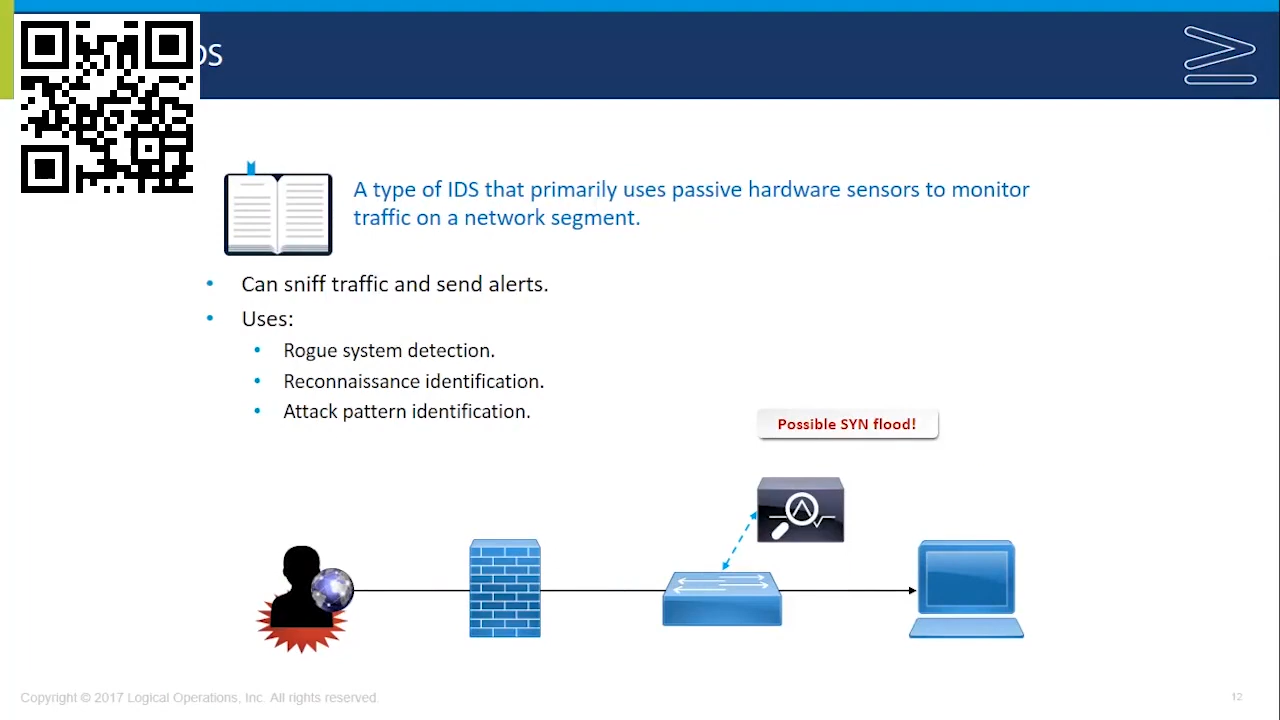 A type of IDS that primarily uses passive hardware sensors to monitor
traffic on a network segment.
• Can sniff traffic and send alerts.
• Uses:
• Rogue system detection.
• Reconnaissance identification.
• Attack pattern identification.
Possible SYN flood!
Copyright © 2017 Logical Operations, Inc. All rights reserved.
12